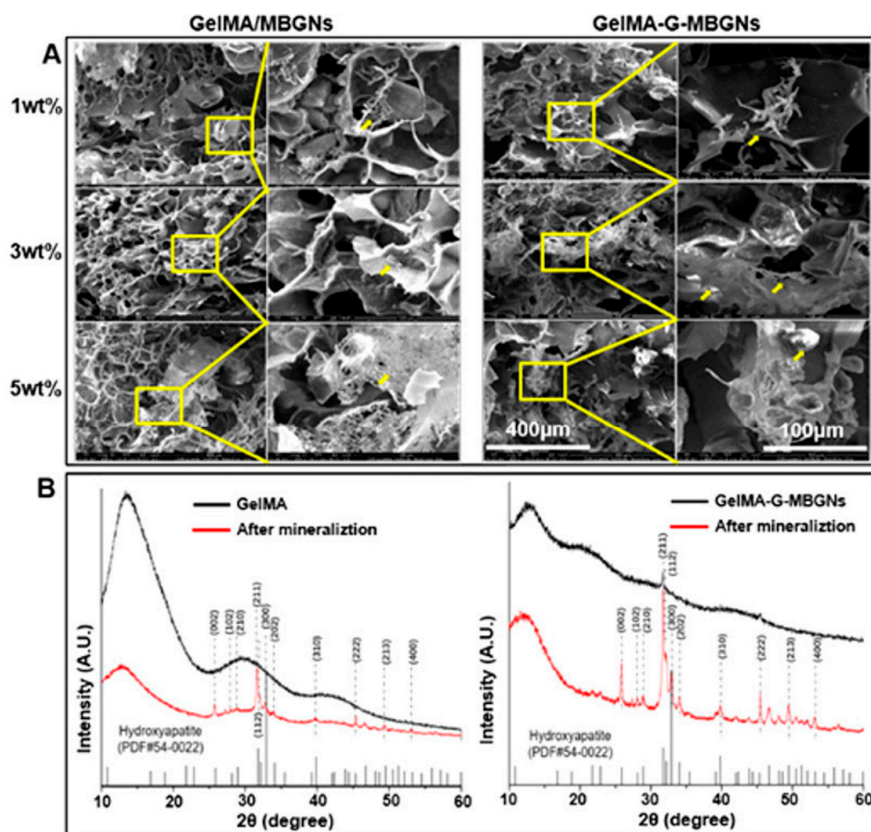 GelMA/MBGNs
GelMA-G-MBGNs
A
1wt%
3wt%
5wt%
400μm
100μm
B
GelMA
After mineraliztion
(002)
(102)
(210)
(211)
(112)
(300)
(202)
(310)
(222)
(213)
(400)
Hydroxyapatite
(PDF#54-0022)
Intensity (A.U.)
10 20 30 40 50 60
2θ (degree)
GelMA-G-MBGNs
After mineraliztion
(002)
(102)
(210)
(211)
(112)
(300)
(202)
(310)
(222)
(213)
(400)
Hydroxyapatite
(PDF#54-0022)
Intensity (A.U.)
10 20 30 40 50 60
2θ (degree)